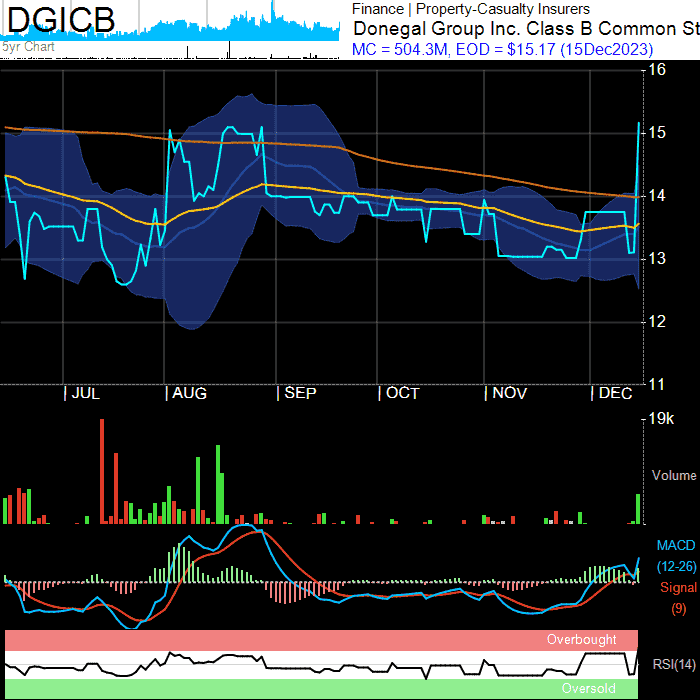 DGICB
5yr Chart
Finance | Property-Casualty Insurers
Donegal Group Inc. Class B Common St
MC = 504.3M, EOD = $15.17 (15Dec2023)
16
15
14
13
12
11
| JUL | AUG | SEP | OCT | NOV | DEC
19k
Volume
MACD
(12-26)
Signal
(9)
Overbought
RSI(14)
Oversold